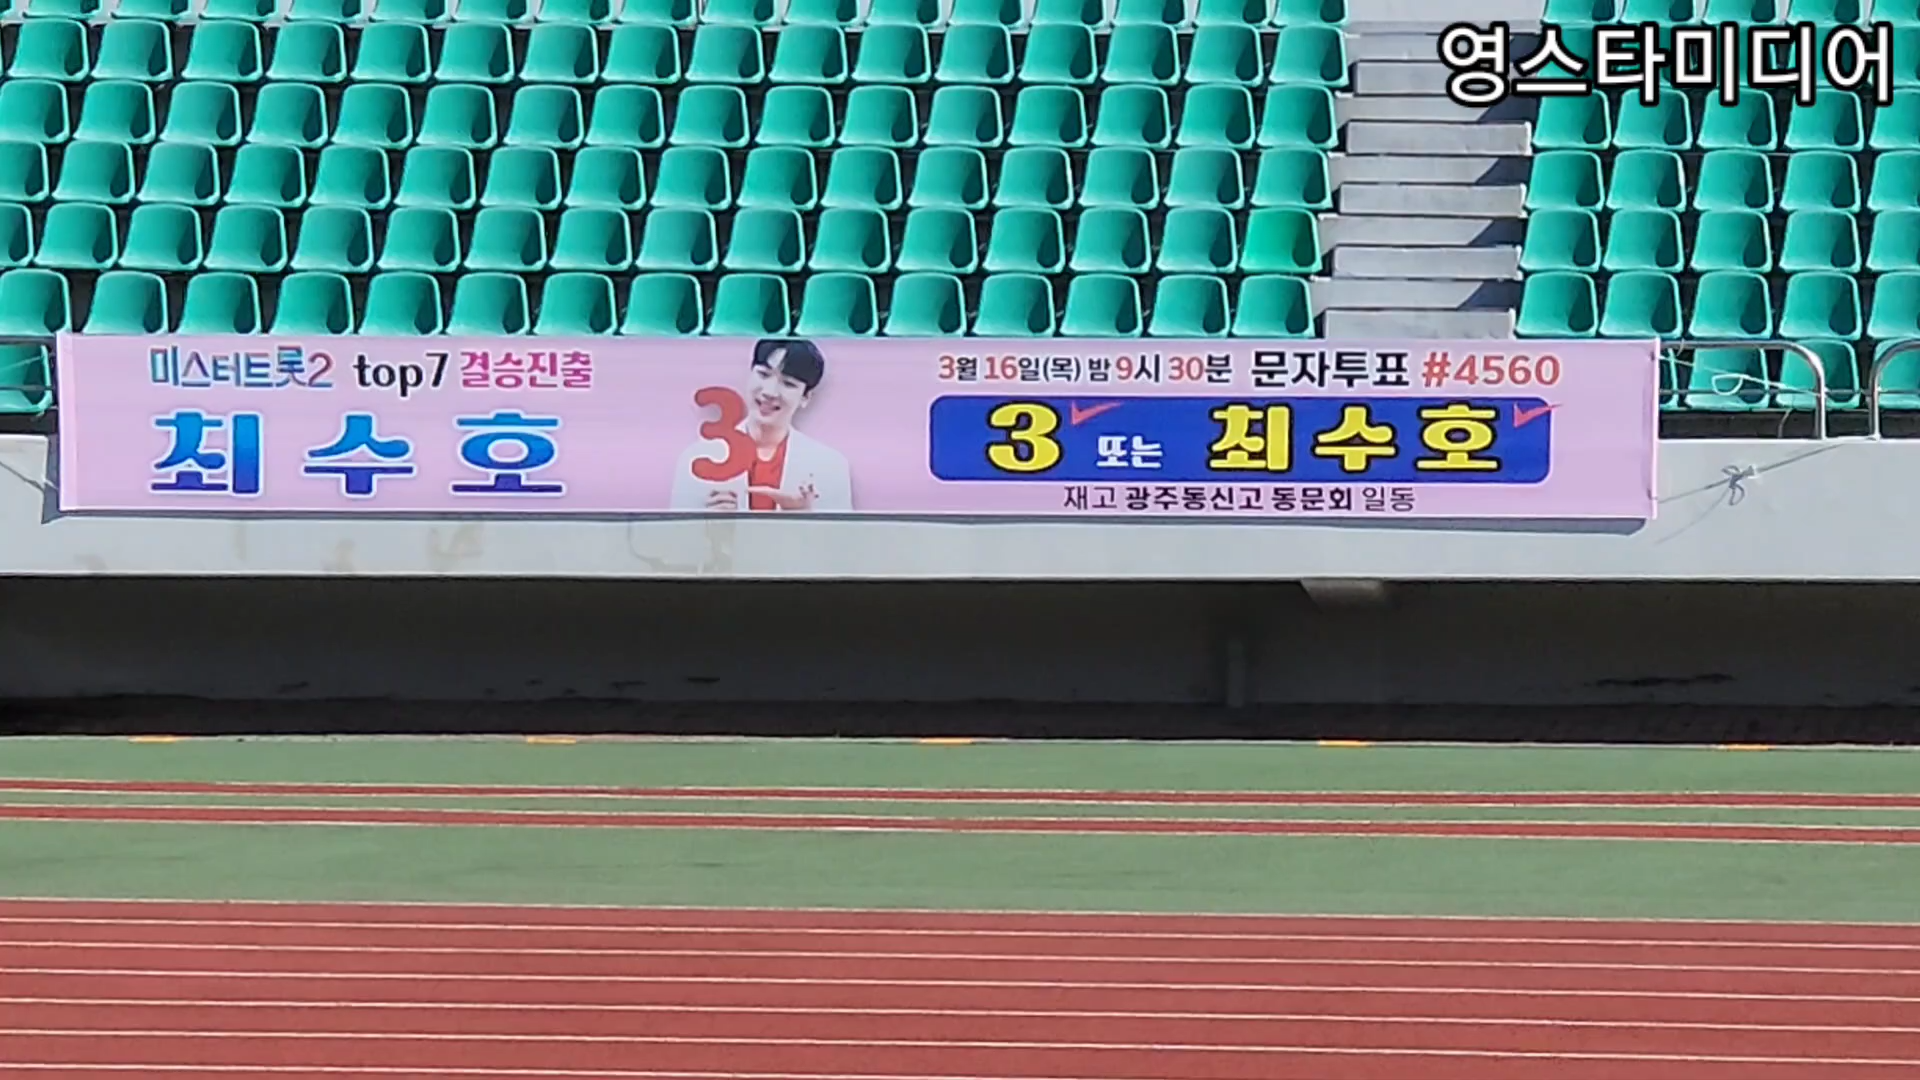 영스타미디어
미스터트롯2 top7 결승진출
최수호
3
3월 16일(목) 밤 9시 30분 문자투표 #4560
3 또는 최수호
재고 광주동신고 동문회 일동